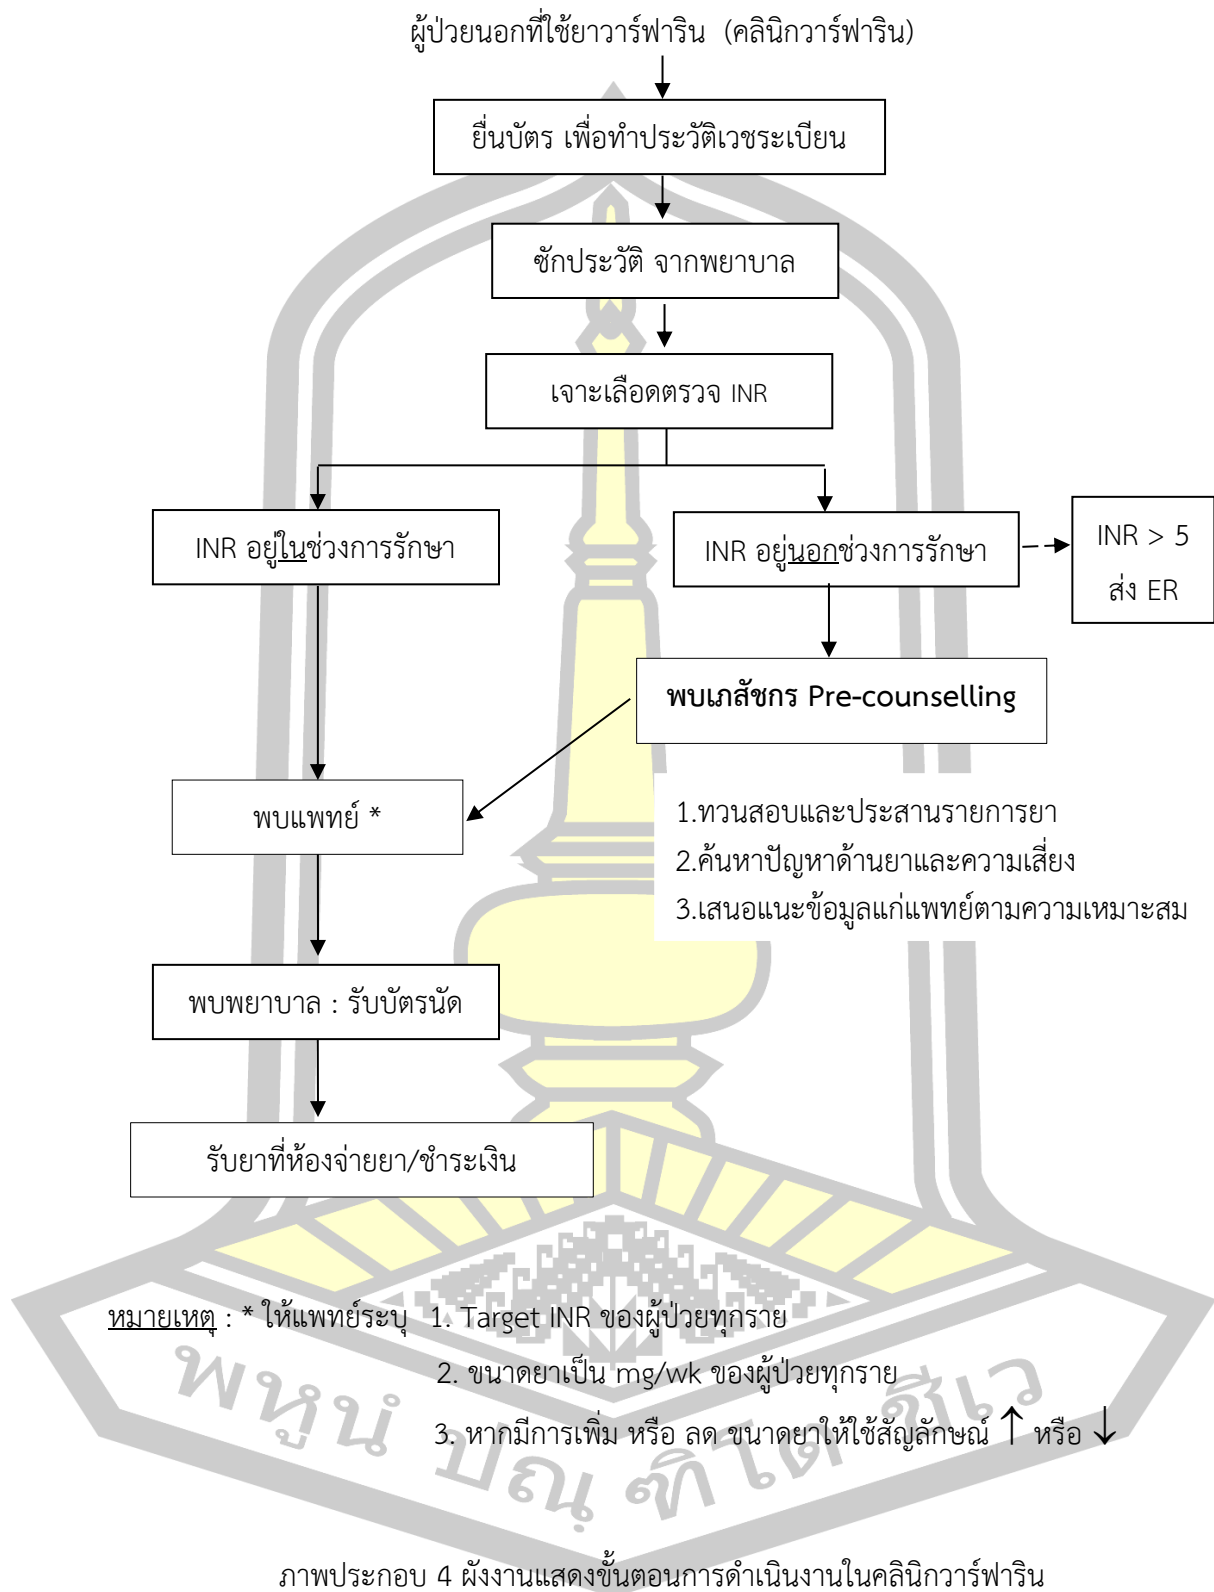 ผู้ป่วยนอกที่ใช้ยาวาร์ฟาริน (คลินิกวาร์ฟาริน)
ยื่นบัตร เพื่อทำประวัติเวชระเบียน
ซักประวัติ จากพยาบาล
เจาะเลือดตรวจ INR
INR อยู่ในช่วงการรักษา
INR อยู่นอกช่วงการรักษา
INR > 5
ส่ง ER
พบเภสัชกร Pre-counselling
พบแพทย์ *
1.ทวนสอบและประสานรายการยา
2.ค้นหาปัญหาด้านยาและความเสี่ยง
3.เสนอแนะข้อมูลแก่แพทย์ตามความเหมาะสม
พบพยาบาล : รับบัตรนัด
รับยาที่ห้องจ่ายยา/ชำระเงิน
หมายเหตุ : * ให้แพทย์ระบุ 1. Target INR ของผู้ป่วยทุกราย
2. ขนาดยาเป็น mg/wk ของผู้ป่วยทุกราย
3. หากมีการเพิ่ม หรือ ลด ขนาดยาให้ใช้สัญลักษณ์ ↑ หรือ ↓
พหูนํ ปณฺฑิโต ชีเว
ภาพประกอบ 4 ผังงานแสดงขั้นตอนการดำเนินงานในคลินิกวาร์ฟาริน